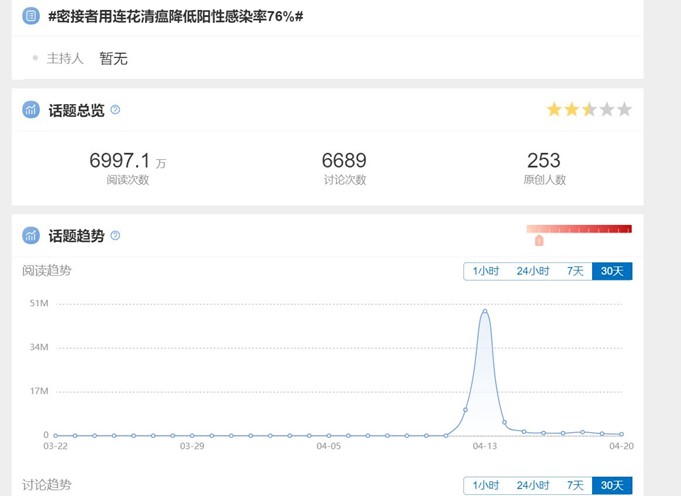 #密接者用连花清瘟降低阳性感染率76%#
主持人 暂无
话题总览
6997.1 万 6689 253
阅读次数 讨论次数 原创人数
话题趋势
阅读趋势 1小时 24小时 7天 30天
51M
34M
17M
0
03-22 03-29 04-05 04-13 04-20
讨论趋势 1小时 24小时 7天 30天